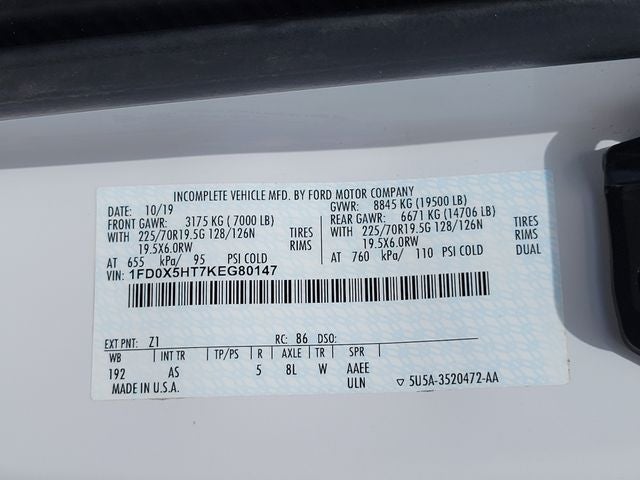 INCOMPLETE VEHICLE MFD. BY FORD MOTOR COMPANY
DATE: 10/19 GVWR: 8845 KG (19500 LB)
FRONT GAWR: 3175 KG ( 7000 LB) REAR GAWR: 6671 KG (14706 LB)
WITH 225/70R19.5G 128/126N TIRES WITH 225/70R19.5G 128/126N TIRES
19.5X6.0RW RIMS 19.5X6.0RW RIMS
AT 655 kPa/ 95 PSI COLD AT 760 kPa/ 110 PSI COLD DUAL
VIN: 1FD0X5HT7KEG80147
EXT PNT: Z1 RC: 86 DSO:
WB INT TR TP/PS R AXLE TR SPR
192 AS 5 8L W AAEE
MADE IN U.S.A. ULN ▽ 5U5A-3520472-AA